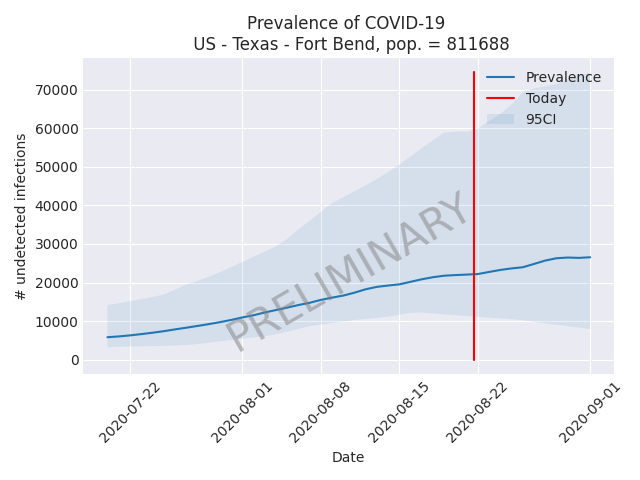 Prevalence of COVID-19
US - Texas - Fort Bend, pop. = 811688
Prevalence
Today
95CI
# undetected infections
70000
60000
50000
40000
30000
20000
10000
0
PRELIMINARY
2020-07-22
2020-08-01
2020-08-08
2020-08-15
2020-08-22
2020-09-01
Date